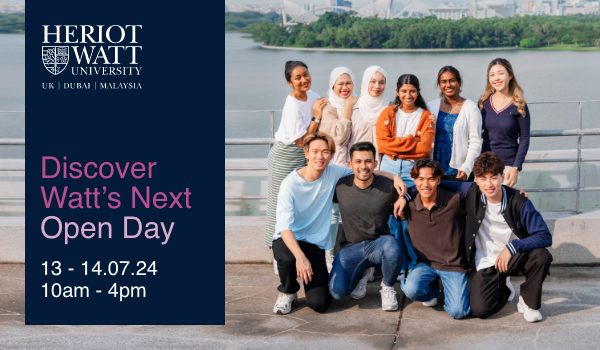 HERIOT
WATT
UNIVERSITY
UK | DUBAI | MALAYSIA
Discover
Watt's Next
Open Day
13 - 14.07.24
10am - 4pm